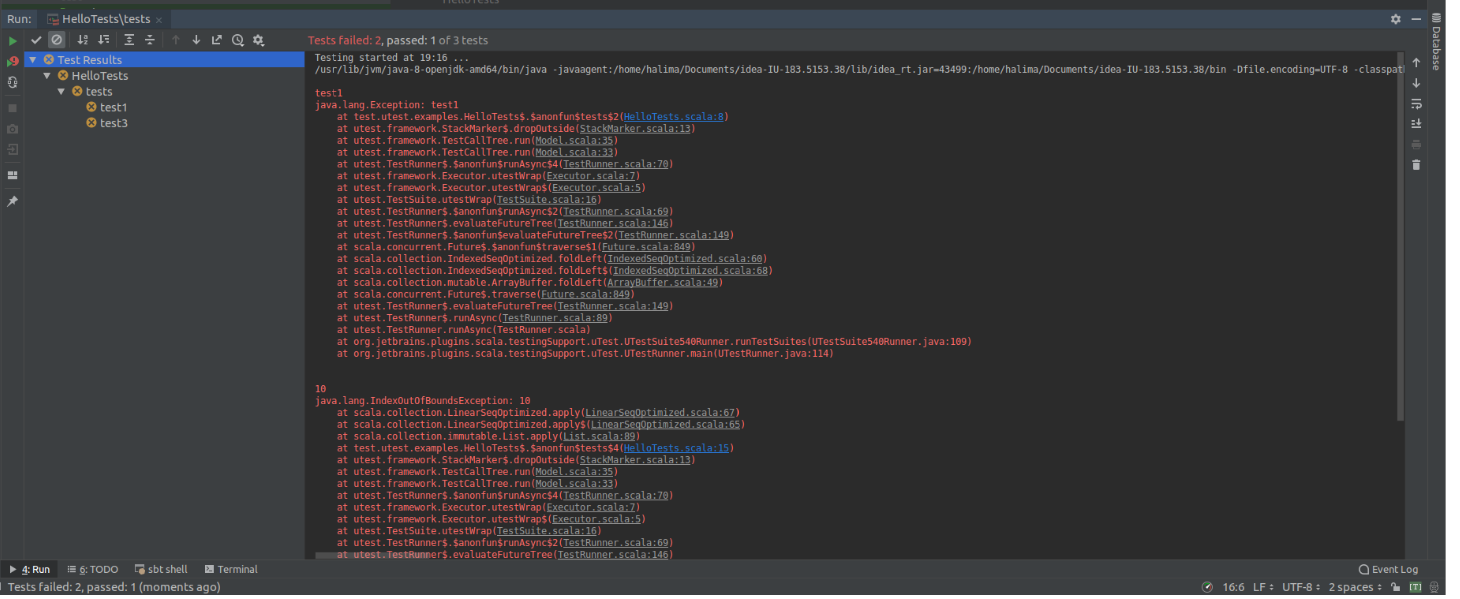 HelloTests
Run: HelloTests\tests
Tests failed: 2, passed: 1 of 3 tests
Test Results
HelloTests
tests
test1
test3
Testing started at 19:16 ...
/usr/lib/jvm/java-8-openjdk-amd64/bin/java -javaagent:/home/halima/Documents/idea-IU-183.5153.38/lib/idea_rt.jar=43499:/home/halima/Documents/idea-IU-183.5153.38/bin -Dfile.encoding=UTF-8 -classpat
test1
java.lang.Exception: test1
at test.utest.examples.HelloTests$.$anonfun$tests$2(HelloTests.scala:8)
at utest.framework.StackMarker$.dropOutside(StackMarker.scala:13)
at utest.framework.TestCallTree.run(Model.scala:35)
at utest.framework.TestCallTree.run(Model.scala:33)
at utest.TestRunner$.$anonfun$runAsync$4(TestRunner.scala:70)
at utest.framework.Executor.utestWrap(Executor.scala:7)
at utest.framework.Executor.utestWrap$(Executor.scala:5)
at utest.TestSuite.utestWrap(TestSuite.scala:16)
at utest.TestRunner$.$anonfun$runAsync$2(TestRunner.scala:69)
at utest.TestRunner$.evaluateFutureTree(TestRunner.scala:146)
at utest.TestRunner$.$anonfun$evaluateFutureTree$2(TestRunner.scala:149)
at scala.concurrent.Future$.$anonfun$traverse$1(Future.scala:849)
at scala.collection.IndexedSeqOptimized.foldLeft(IndexedSeqOptimized.scala:60)
at scala.collection.IndexedSeqOptimized.foldLeft$(IndexedSeqOptimized.scala:68)
at scala.collection.mutable.ArrayBuffer.foldLeft(ArrayBuffer.scala:49)
at scala.concurrent.Future$.traverse(Future.scala:849)
at utest.TestRunner$.evaluateFutureTree(TestRunner.scala:149)
at utest.TestRunner$.runAsync(TestRunner.scala:89)
at utest.TestRunner.runAsync(TestRunner.scala)
at org.jetbrains.plugins.scala.testingSupport.uTest.UTestSuite540Runner.runTestSuites(UTestSuite540Runner.java:109)
at org.jetbrains.plugins.scala.testingSupport.uTest.UTestRunner.main(UTestRunner.java:114)
10
java.lang.IndexOutOfBoundsException: 10
at scala.collection.LinearSeqOptimized.apply(LinearSeqOptimized.scala:67)
at scala.collection.LinearSeqOptimized.apply$(LinearSeqOptimized.scala:65)
at scala.collection.immutable.List.apply(List.scala:89)
at test.utest.examples.HelloTests$.$anonfun$tests$4(HelloTests.scala:15)
at utest.framework.StackMarker$.dropOutside(StackMarker.scala:13)
at utest.framework.TestCallTree.run(Model.scala:35)
at utest.framework.TestCallTree.run(Model.scala:33)
at utest.TestRunner$.$anonfun$runAsync$4(TestRunner.scala:70)
at utest.framework.Executor.utestWrap(Executor.scala:7)
at utest.framework.Executor.utestWrap$(Executor.scala:5)
at utest.TestSuite.utestWrap(TestSuite.scala:16)
at utest.TestRunner$.$anonfun$runAsync$2(TestRunner.scala:69)
at utest.TestRunner$.evaluateFutureTree(TestRunner.scala:146)
Database
4: Run 6: TODO sbt shell Terminal Event Log
Tests failed: 2, passed: 1 (moments ago) 16:6 LF UTF-8 2 spaces [T]